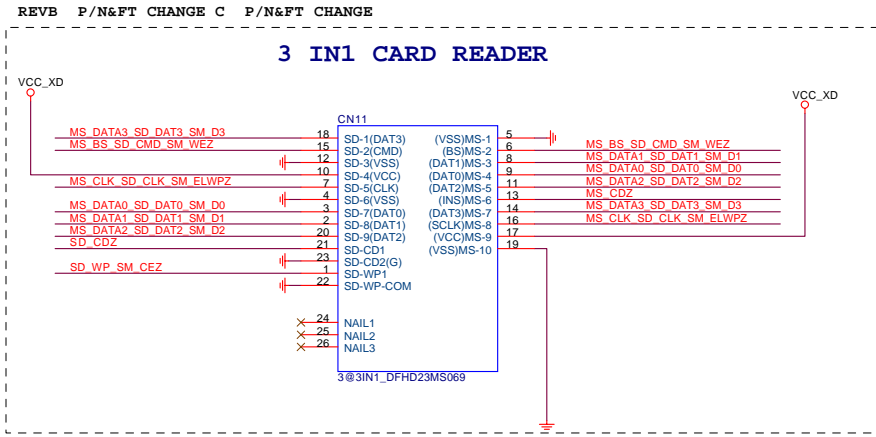 REVB P/N&FT CHANGE C P/N&FT CHANGE
3 IN1 CARD READER
VCC_XD
VCC_XD
CN11
MS_DATA3_SD_DAT3_SM_D3 18 SD-1(DAT3) (VSS)MS-1 5
MS_BS_SD_CMD_SM_WEZ 15 SD-2(CMD) (BS)MS-2 6 MS_BS_SD_CMD_SM_WEZ
12 SD-3(VSS) (DAT1)MS-3 8 MS_DATA1_SD_DAT1_SM_D1
10 SD-4(VCC) (DAT0)MS-4 9 MS_DATA0_SD_DAT0_SM_D0
MS_CLK_SD_CLK_SM_ELWPZ 7 SD-5(CLK) (DAT2)MS-5 11 MS_DATA2_SD_DAT2_SM_D2
4 SD-6(VSS) (INS)MS-6 13 MS_CDZ
MS_DATA0_SD_DAT0_SM_D0 3 SD-7(DAT0) (DAT3)MS-7 14 MS_DATA3_SD_DAT3_SM_D3
MS_DATA1_SD_DAT1_SM_D1 2 SD-8(DAT1) (SCLK)MS-8 16 MS_CLK_SD_CLK_SM_ELWPZ
MS_DATA2_SD_DAT2_SM_D2 20 SD-9(DAT2) (VCC)MS-9 17
SD_CDZ 21 SD-CD1 (VSS)MS-10 19
23 SD-CD2(G)
SD_WP_SM_CEZ 1 SD-WP1
22 SD-WP-COM
24 NAIL1
25 NAIL2
26 NAIL3
3@3IN1_DFHD23MS069